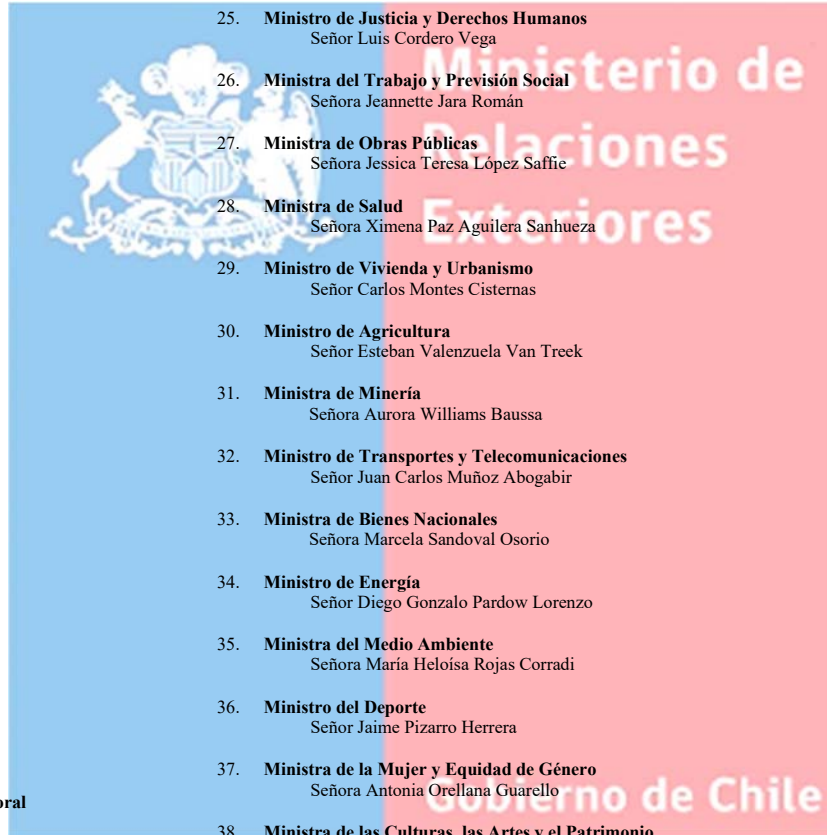 25. Ministro de Justicia y Derechos Humanos
Señor Luis Cordero Vega
26. Ministra del Trabajo y Previsión Social
Señora Jeannette Jara Román
27. Ministra de Obras Públicas
Señora Jessica Teresa López Saffie
28. Ministra de Salud
Señora Ximena Paz Aguilera Sanhueza
29. Ministro de Vivienda y Urbanismo
Señor Carlos Montes Cisternas
30. Ministro de Agricultura
Señor Esteban Valenzuela Van Treek
31. Ministra de Minería
Señora Aurora Williams Baussa
32. Ministro de Transportes y Telecomunicaciones
Señor Juan Carlos Muñoz Abogabir
33. Ministra de Bienes Nacionales
Señora Marcela Sandoval Osorio
34. Ministro de Energía
Señor Diego Gonzalo Pardow Lorenzo
35. Ministra del Medio Ambiente
Señora María Heloísa Rojas Corradi
36. Ministro del Deporte
Señor Jaime Pizarro Herrera
37. Ministra de la Mujer y Equidad de Género
Señora Antonia Orellana Guarello
oral
38. Ministra de las Culturas, las Artes y el Patrimonio
Ministerio de
Relaciones
Exteriores
Gobierno de Chile